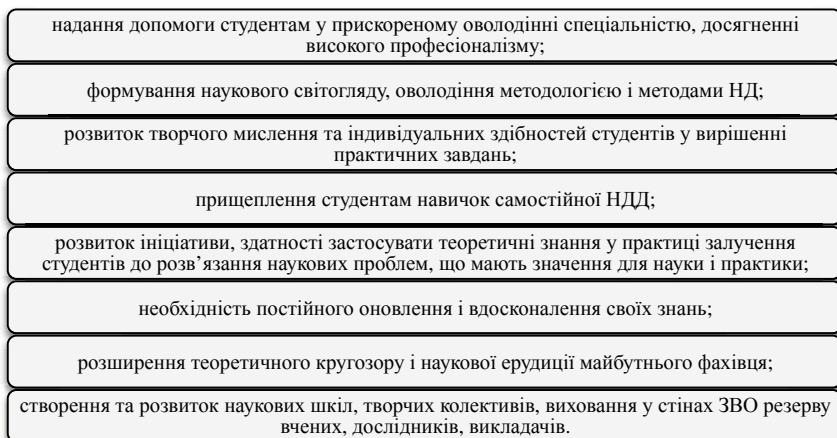 надання допомоги студентам у прискореному оволодінні спеціальністю, досягненні
високого професіоналізму;
формування наукового світогляду, оволодіння методологією і методами НД;
розвиток творчого мислення та індивідуальних здібностей студентів у вирішенні
практичних завдань;
прищеплення студентам навичок самостійної НДД;
розвиток ініціативи, здатності застосувати теоретичні знання у практиці залучення
студентів до розв’язання наукових проблем, що мають значення для науки і практики;
необхідність постійного оновлення і вдосконалення своїх знань;
розширення теоретичного кругозору і наукової ерудиції майбутнього фахівця;
створення та розвиток наукових шкіл, творчих колективів, виховання у стінах ЗВО резерву
вчених, дослідників, викладачів.